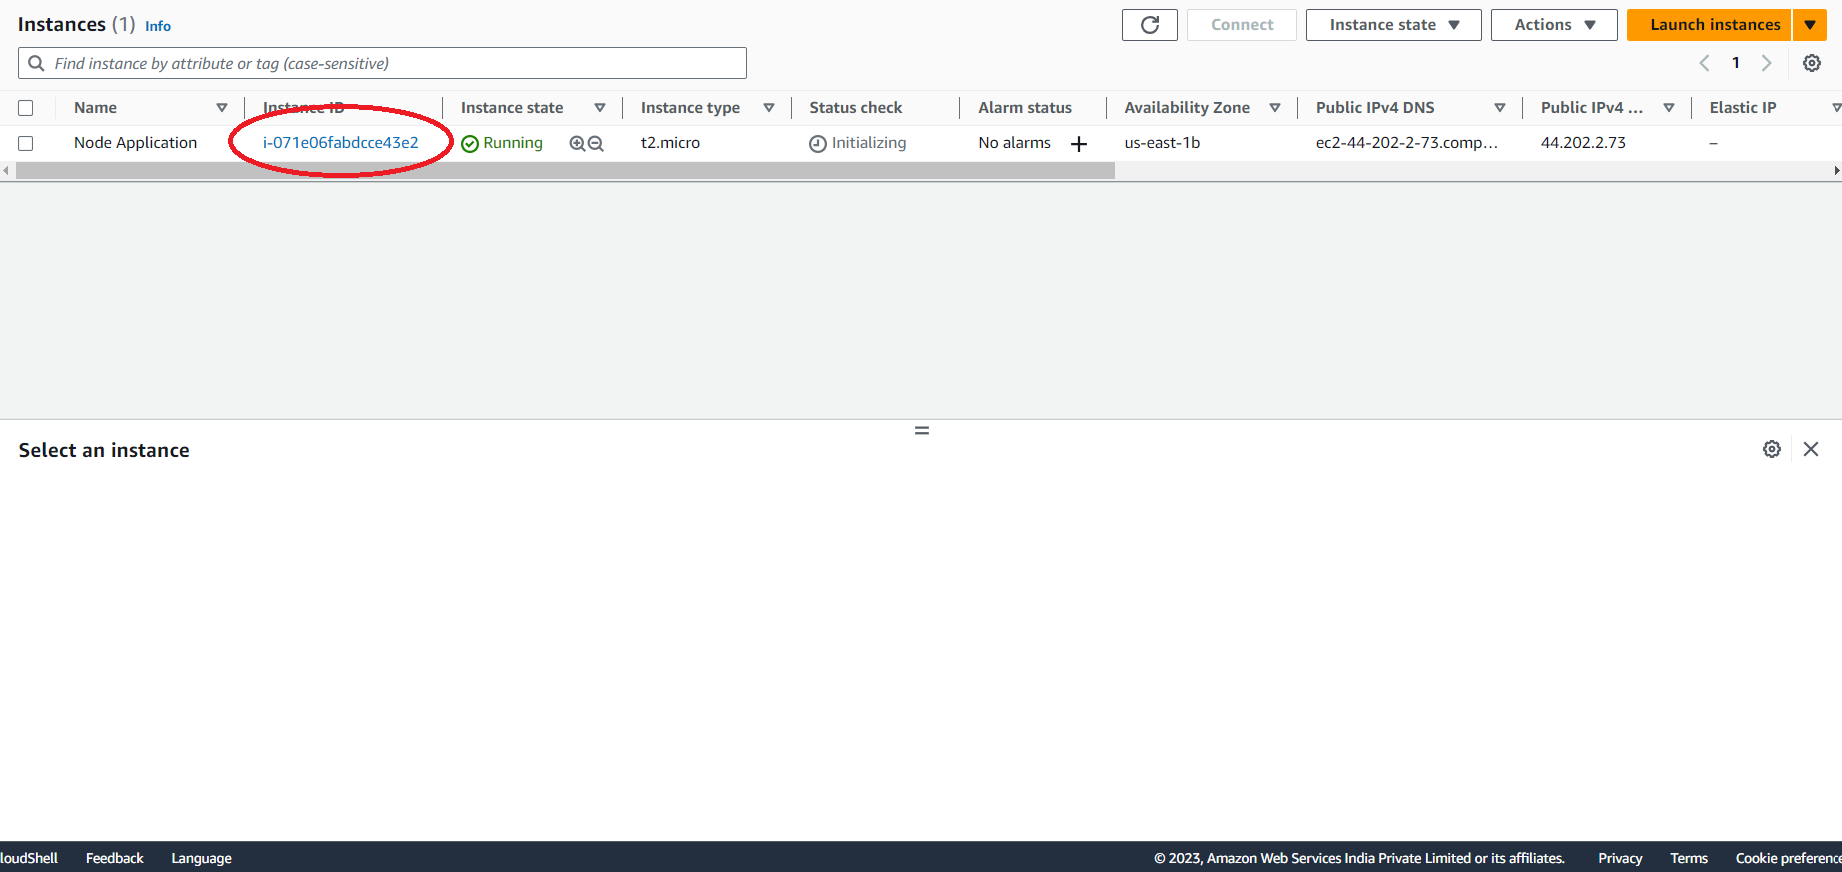 Instances (1) Info
Connect Instance state Actions Launch instances
Find instance by attribute or tag (case-sensitive)
1
Name Instance ID Instance state Instance type Status check Alarm status Availability Zone Public IPv4 DNS Public IPv4 ... Elastic IP
Node Application i-071e06fabdcce43e2 Running t2.micro Initializing No alarms + us-east-1b ec2-44-202-2-73.comp... 44.202.2.73 –
Select an instance
loudShell Feedback Language © 2023, Amazon Web Services India Private Limited or its affiliates. Privacy Terms Cookie preference